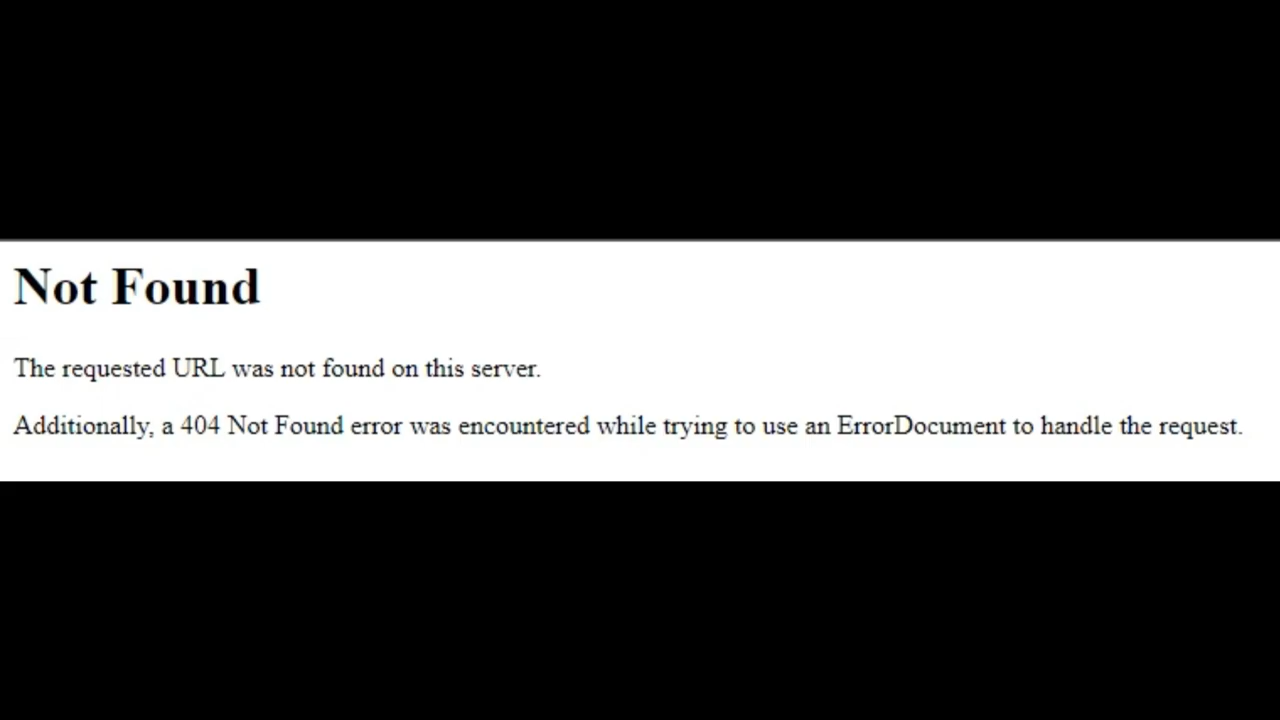 Not Found
The requested URL was not found on this server.
Additionally, a 404 Not Found error was encountered while trying to use an ErrorDocument to handle the request.